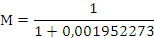 M = 1 / 1 + 0,001952273